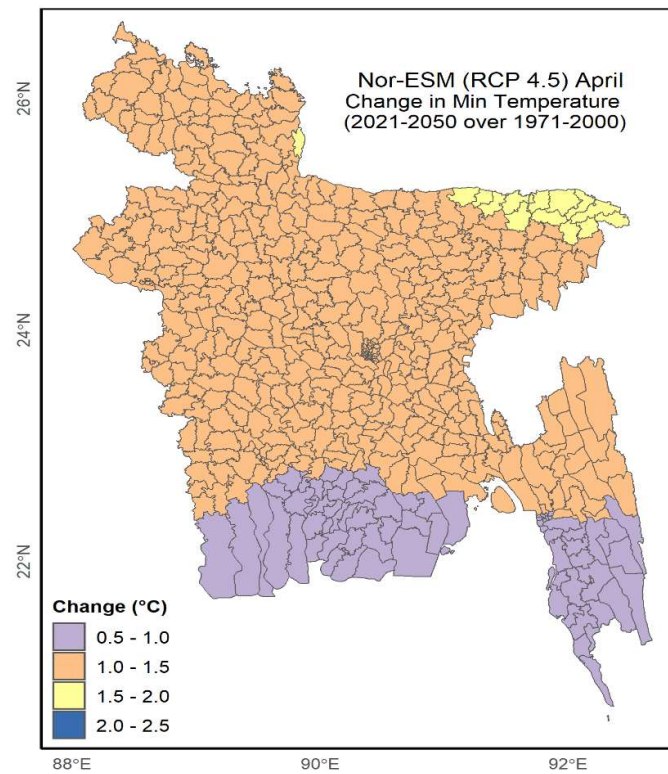 Nor-ESM (RCP 4.5) April
Change in Min Temperature
(2021-2050 over 1971-2000)
26°N
24°N
22°N
Change (°C)
0.5 - 1.0
1.0 - 1.5
1.5 - 2.0
2.0 - 2.5
88°E
90°E
92°E